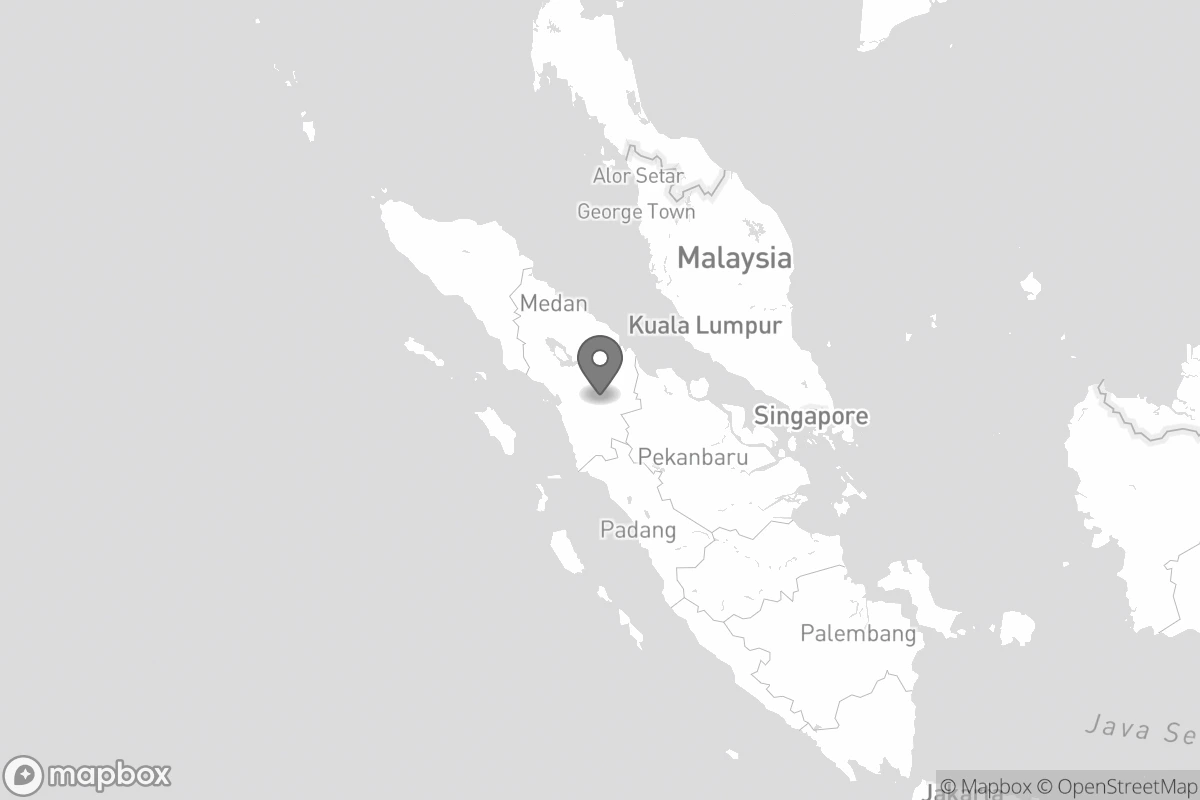 Alor Setar
George Town
Malaysia
Medan
Kuala Lumpur
Singapore
Pekanbaru
Padang
Palembang
Java Se
mapbox
© Mapbox © OpenStreetMap
Jakarta